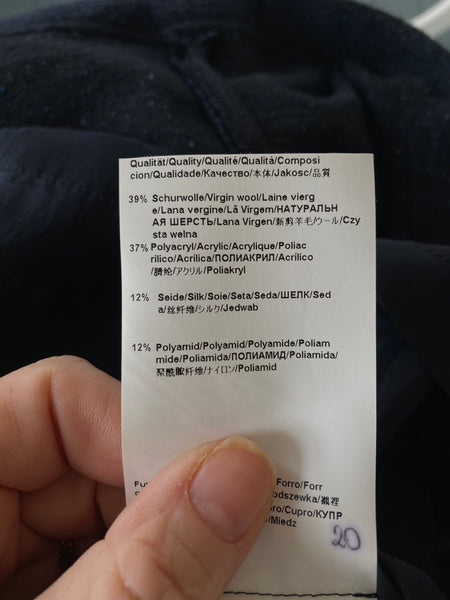 Qualität/Quality/Qualité/Qualità/Composi
cion/Qualidade/Качество/本体/Jakosc/品質
39% Schurwolle/Virgin wool/Laine vierg
e/Lana vergine/Lã Virgem/НАТУРАЛЬН
АЯ ШЕРСТЬ/Lana Virgen/新剪羊毛/ウール/Czy
sta welna
37% Polyacryl/Acrylic/Acrylique/Poliac
rilico/Acrílica/ПОЛИАКРИЛ/Acrílico
/腈纶/アクリル/Poliakryl
12% Seide/Silk/Soie/Seta/Seda/ШЕЛК/Sed
a/丝纤维/シルク/Jedwab
12% Polyamid/Polyamid/Polyamide/Poliam
mide/Poliamida/ПОЛИАМИД/Poliamida/
聚酰胺纤维/ナイロン/Poliamid
Forro/Forr
odszewka/裏裡
/Cupro/КУПР
/Miedz
20